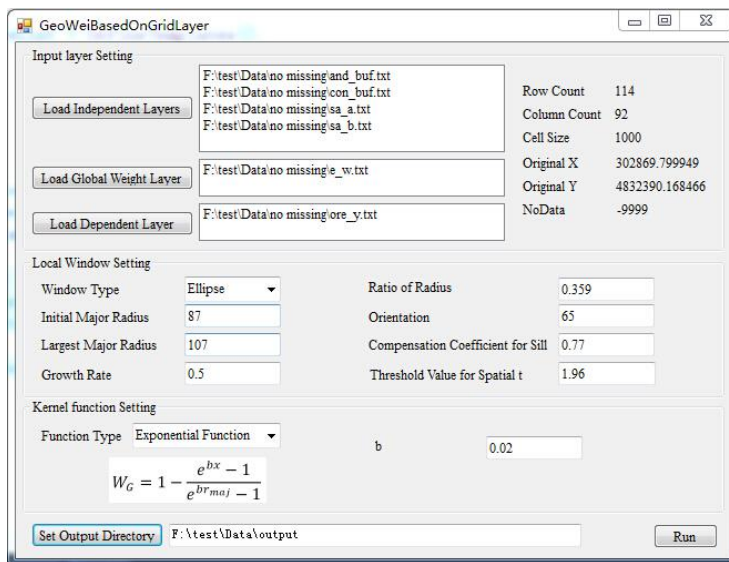 GeoWeiBasedOnGridLayer
Input layer Setting
Load Independent Layers
F:\test\Data\no missing\and_buf.txt
F:\test\Data\no missing\con_buf.txt
F:\test\Data\no missing\sa_a.txt
F:\test\Data\no missing\sa_b.txt
Load Global Weight Layer
F:\test\Data\no missing\e_w.txt
Load Dependent Layer
F:\test\Data\no missing\ore_y.txt
Row Count 114
Column Count 92
Cell Size 1000
Original X 302869.799949
Original Y 4832390.168466
NoData -9999
Local Window Setting
Window Type Ellipse
Initial Major Radius 87
Largest Major Radius 107
Growth Rate 0.5
Ratio of Radius 0.359
Orientation 65
Compensation Coefficient for Sill 0.77
Threshold Value for Spatial t 1.96
Kernel function Setting
Function Type Exponential Function
b 0.02
W_G = 1 - \frac{e^{bx} - 1}{e^{br_{maj}} - 1}
Set Output Directory F:\test\Data\output
Run